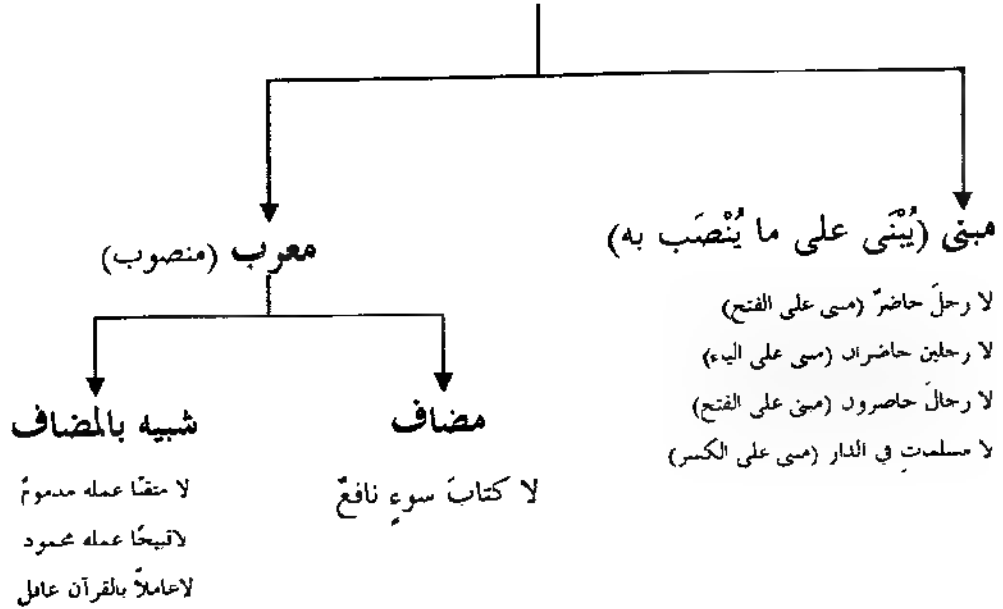 مبنى (يُبْنَى على ما يُنْصَب به)
لا رجلَ حاضرٌ (مبنى على الفتح)
لا رجلين حاضران (مبنى على الياء)
لا رجالَ حاضرون (مبنى على الفتح)
لا مسلماتِ في الدار (مبنى على الكسر)
معرب (منصوب)
مضاف
لا كتابَ سوءٍ نافعٌ
شبيه بالمضاف
لا متقنًا عمله مذمومٌ
لاقبيحًا عمله محمود
لاعاملاً بالقرآن